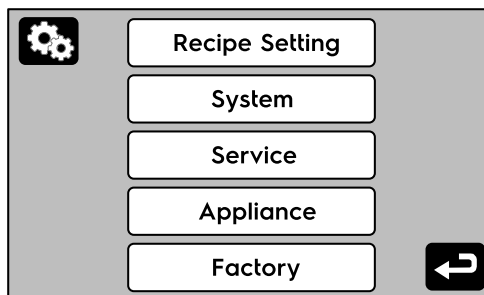 Recipe Setting
System
Service
Appliance
Factory